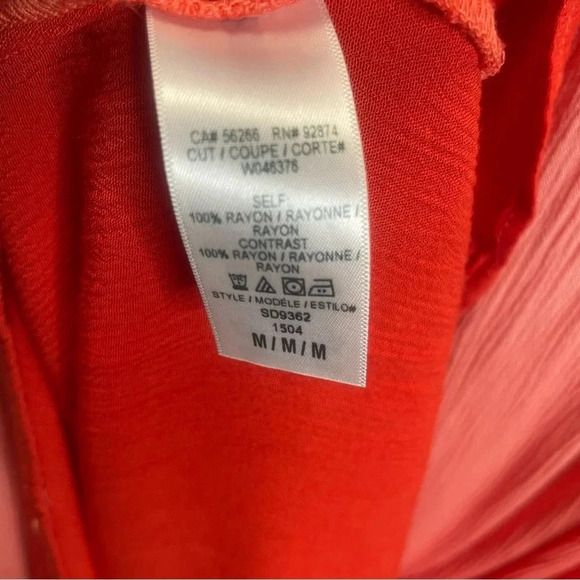 CA# 56266 RN# 92874
CUT / COUPE / CORTE#
W046376
SELF:
100% RAYON / RAYONNE /
RAYON
CONTRAST
100% RAYON / RAYONNE /
RAYON
STYLE / MODÈLE / ESTILO#
SD9362
1504
M / M / M